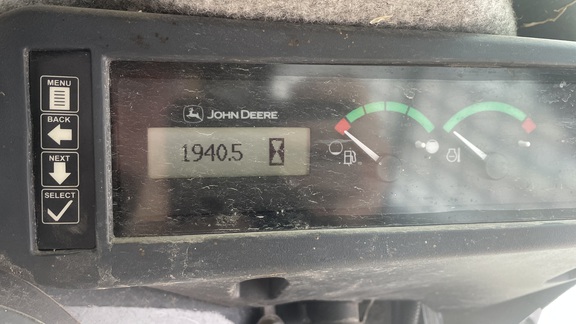 MENU
BACK
NEXT
SELECT
JOHN DEERE
1940.5